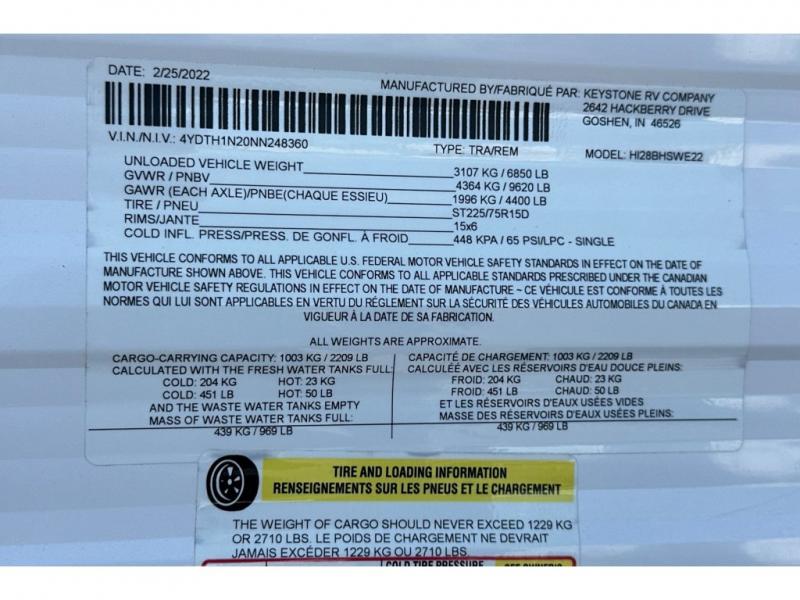 DATE: 2/25/2022
MANUFACTURED BY/FABRIQUÉ PAR: KEYSTONE RV COMPANY
2642 HACKBERRY DRIVE
GOSHEN, IN 46526
V.I.N./N.I.V.: 4YDTH1N20NN248360
TYPE: TRA/REM
MODEL: HI28BHSWE22
UNLOADED VEHICLE WEIGHT 3107 KG / 6850 LB
GVWR / PNBV 4364 KG / 9620 LB
GAWR (EACH AXLE)/PNBE(CHAQUE ESSIEU) 1996 KG / 4400 LB
TIRE / PNEU ST225/75R15D
RIMS/JANTE 15x6
COLD INFL. PRESS/PRESS. DE GONFL. À FROID 448 KPA / 65 PSI/LPC - SINGLE
THIS VEHICLE CONFORMS TO ALL APPLICABLE U.S. FEDERAL MOTOR VEHICLE SAFETY STANDARDS IN EFFECT ON THE DATE OF
MANUFACTURE SHOWN ABOVE. THIS VEHICLE CONFORMS TO ALL APPLICABLE STANDARDS PRESCRIBED UNDER THE CANADIAN
MOTOR VEHICLE SAFETY REGULATIONS IN EFFECT ON THE DATE OF MANUFACTURE ~ CE VÉHICULE EST CONFORME À TOUTES LES
NORMES QUI LUI SONT APPLICABLES EN VERTU DU RÉGLEMENT SUR LA SÉCURITÉ DES VÉHICULES AUTOMOBILES DU CANADA EN
VIGUEUR À LA DATE DE SA FABRICATION.
ALL WEIGHTS ARE APPROXIMATE.
CARGO-CARRYING CAPACITY: 1003 KG / 2209 LB
CALCULATED WITH THE FRESH WATER TANKS FULL:
COLD: 204 KG HOT: 23 KG
COLD: 451 LB HOT: 50 LB
AND THE WASTE WATER TANKS EMPTY
MASS OF WASTE WATER TANKS FULL:
439 KG / 969 LB
CAPACITÉ DE CHARGEMENT: 1003 KG / 2209 LB
CALCULÉE AVEC LES RÉSERVOIRS D'EAU DOUCE PLEINS:
FROID: 204 KG CHAUD: 23 KG
FROID: 451 LB CHAUD: 50 LB
ET LES RÉSERVOIRS D'EAUX USÉES VIDES
MASSE DES RÉSERVOIRS D'EAUX USÉES PLEINS:
439 KG / 969 LB
TIRE AND LOADING INFORMATION
RENSEIGNEMENTS SUR LES PNEUS ET LE CHARGEMENT
THE WEIGHT OF CARGO SHOULD NEVER EXCEED 1229 KG
OR 2710 LBS. LE POIDS DE CHARGEMENT NE DEVRAIT
JAMAIS EXCÉDER 1229 KG OU 2710 LBS.
COLD TIRE PRESSURE
SEE OWNER'S